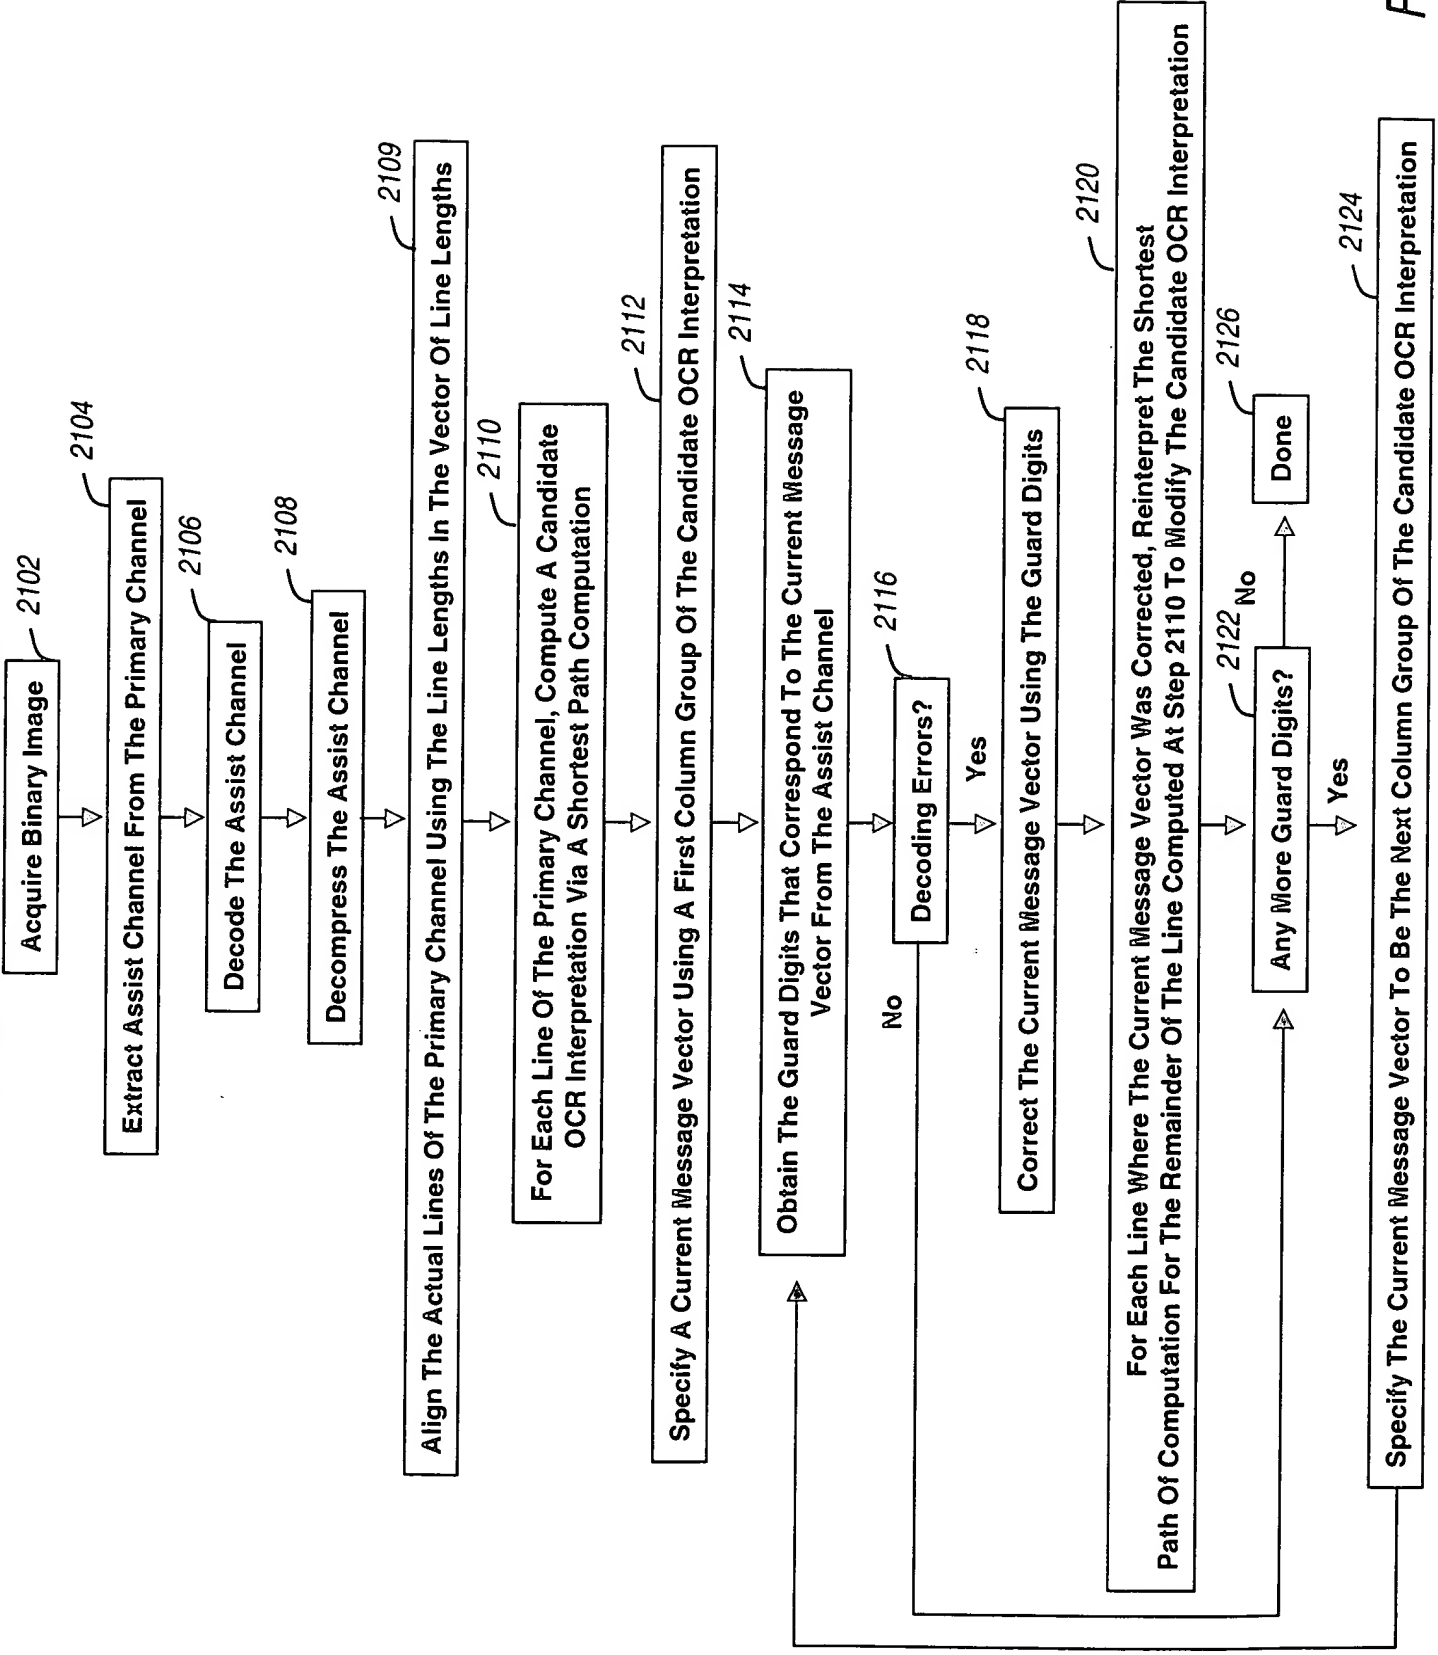 2102
Acquire Binary Image
2104
Extract Assist Channel From The Primary Channel
2106
Decode The Assist Channel
2108
Decompress The Assist Channel
2109
Align The Actual Lines Of The Primary Channel Using The Line Lengths In The Vector Of Line Lengths
2110
For Each Line Of The Primary Channel, Compute A Candidate
OCR Interpretation Via A Shortest Path Computation
2112
Specify A Current Message Vector Using A First Column Group Of The Candidate OCR Interpretation
2114
Obtain The Guard Digits That Correspond To The Current Message
Vector From The Assist Channel
2116
Decoding Errors?
No
Yes
2118
Correct The Current Message Vector Using The Guard Digits
2120
For Each Line Where The Current Message Vector Was Corrected, Reinterpret The Shortest
Path Of Computation For The Remainder Of The Line Computed At Step 2110 To Modify The Candidate OCR Interpretation
2122
Any More Guard Digits?
No
2126
Done
Yes
2124
Specify The Current Message Vector To Be The Next Column Group Of The Candidate OCR Interpretation